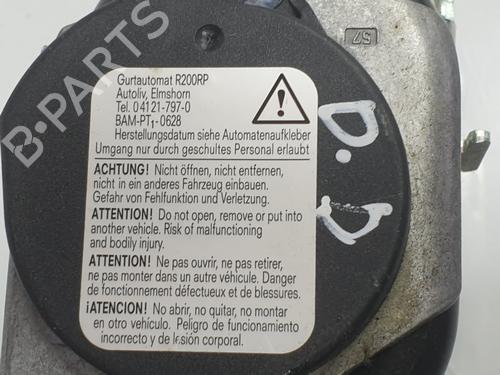 B-PARTS
S7
Gurtautomat R200RP
Autoliv, Elmshorn
Tel. 04121-797-0
BAM-PT1-0628
Herstellungsdatum siehe Automatenaufkleber
Umgang nur durch geschultes Personal erlaubt
ACHTUNG! Nicht öffnen, nicht entfernen,
nicht in ein anderes Fahrzeug einbauen.
Gefahr von Fehlfunktion und Verletzung.
ATTENTION! Do not open, remove or put into
another vehicle. Risk of malfunctioning
and bodily injury.
ATTENTION! Ne pas ouvrir, ne pas retirer,
ne pas monter dans un autre véhicule. Danger
de fonctionnement défectueux et de blessures.
¡ATENCION! No abrir, no quitar, no montar
en otro vehículo. Peligro de funcionamiento
incorrecto y de lesión corporal.
D.D